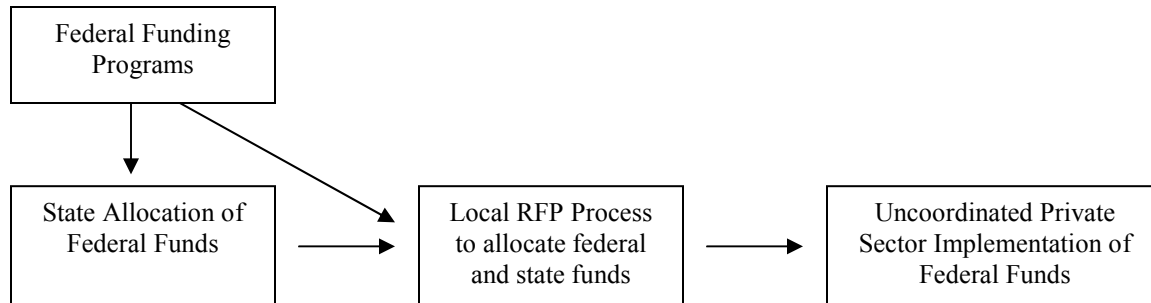 Federal Funding
Programs
State Allocation of
Federal Funds
Local RFP Process
to allocate federal
and state funds
Uncoordinated Private
Sector Implementation of
Federal Funds